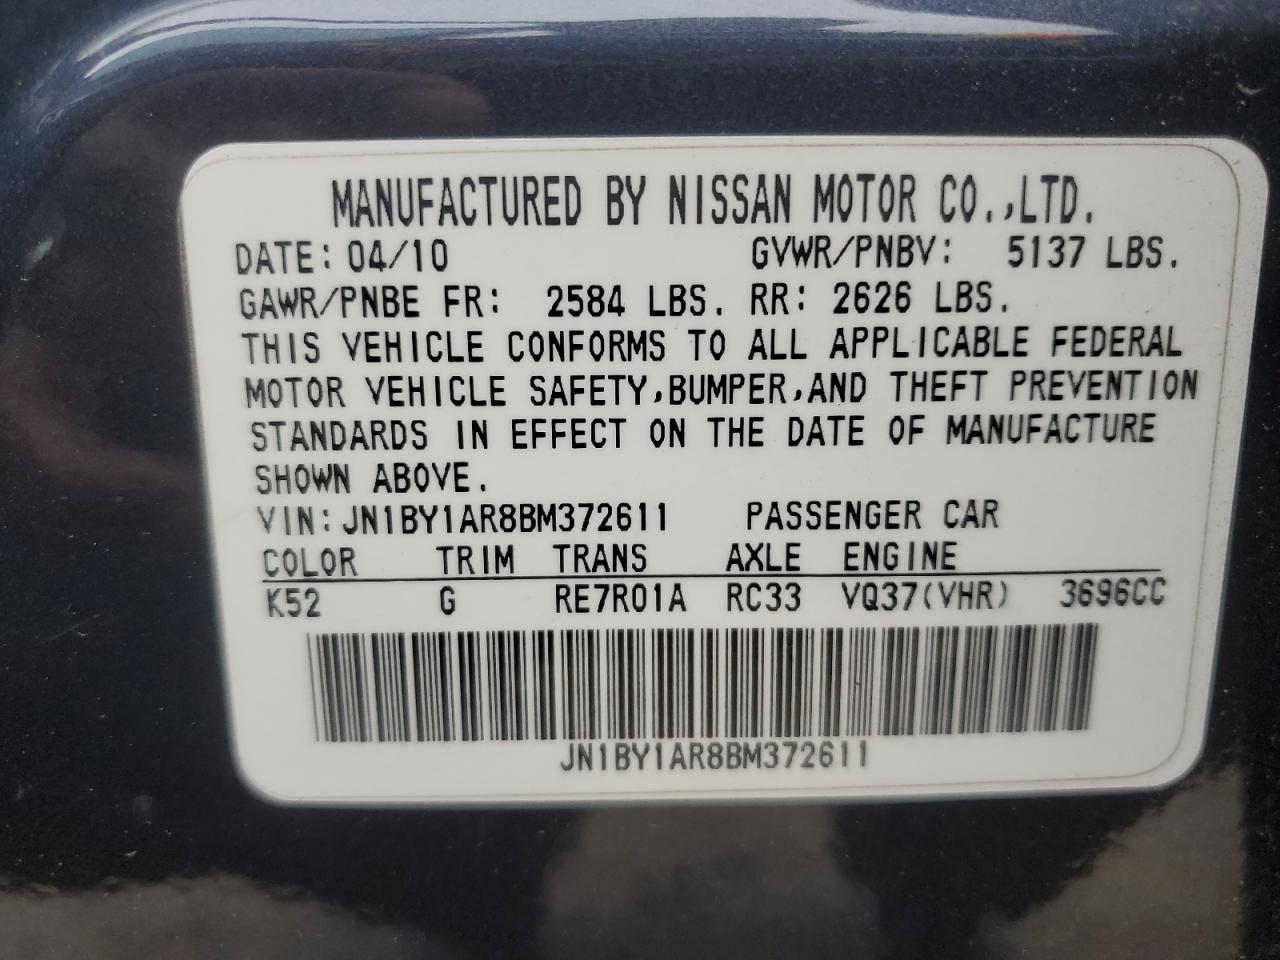 MANUFACTURED BY NISSAN MOTOR CO.,LTD.
DATE: 04/10 GVWR/PNBV: 5137 LBS.
GAWR/PNBE FR: 2584 LBS. RR: 2626 LBS.
THIS VEHICLE CONFORMS TO ALL APPLICABLE FEDERAL
MOTOR VEHICLE SAFETY,BUMPER,AND THEFT PREVENTION
STANDARDS IN EFFECT ON THE DATE OF MANUFACTURE
SHOWN ABOVE.
VIN: JN1BY1AR8BM372611 PASSENGER CAR
COLOR TRIM TRANS AXLE ENGINE
K52 G RE7R01A RC33 VQ37(VHR) 3696CC
JN1BY1AR8BM372611